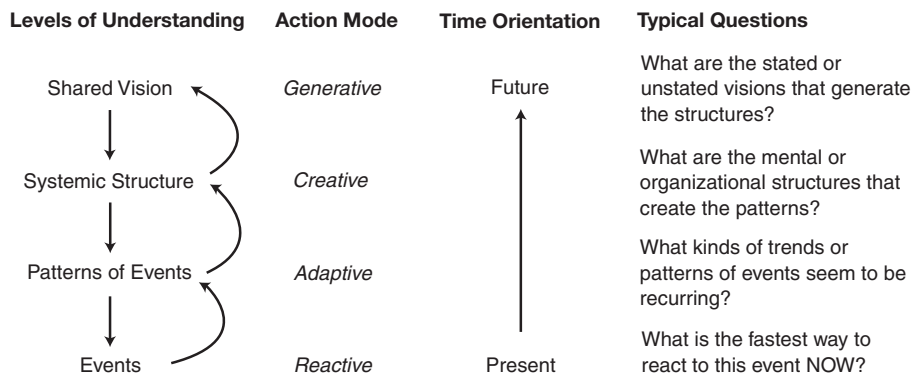 Levels of Understanding Action Mode Time Orientation Typical Questions
Shared Vision Generative Future
What are the stated or
unstated visions that generate
the structures?
Systemic Structure Creative
What are the mental or
organizational structures that
create the patterns?
Patterns of Events Adaptive
What kinds of trends or
patterns of events seem to be
recurring?
Events Reactive Present
What is the fastest way to
react to this event NOW?